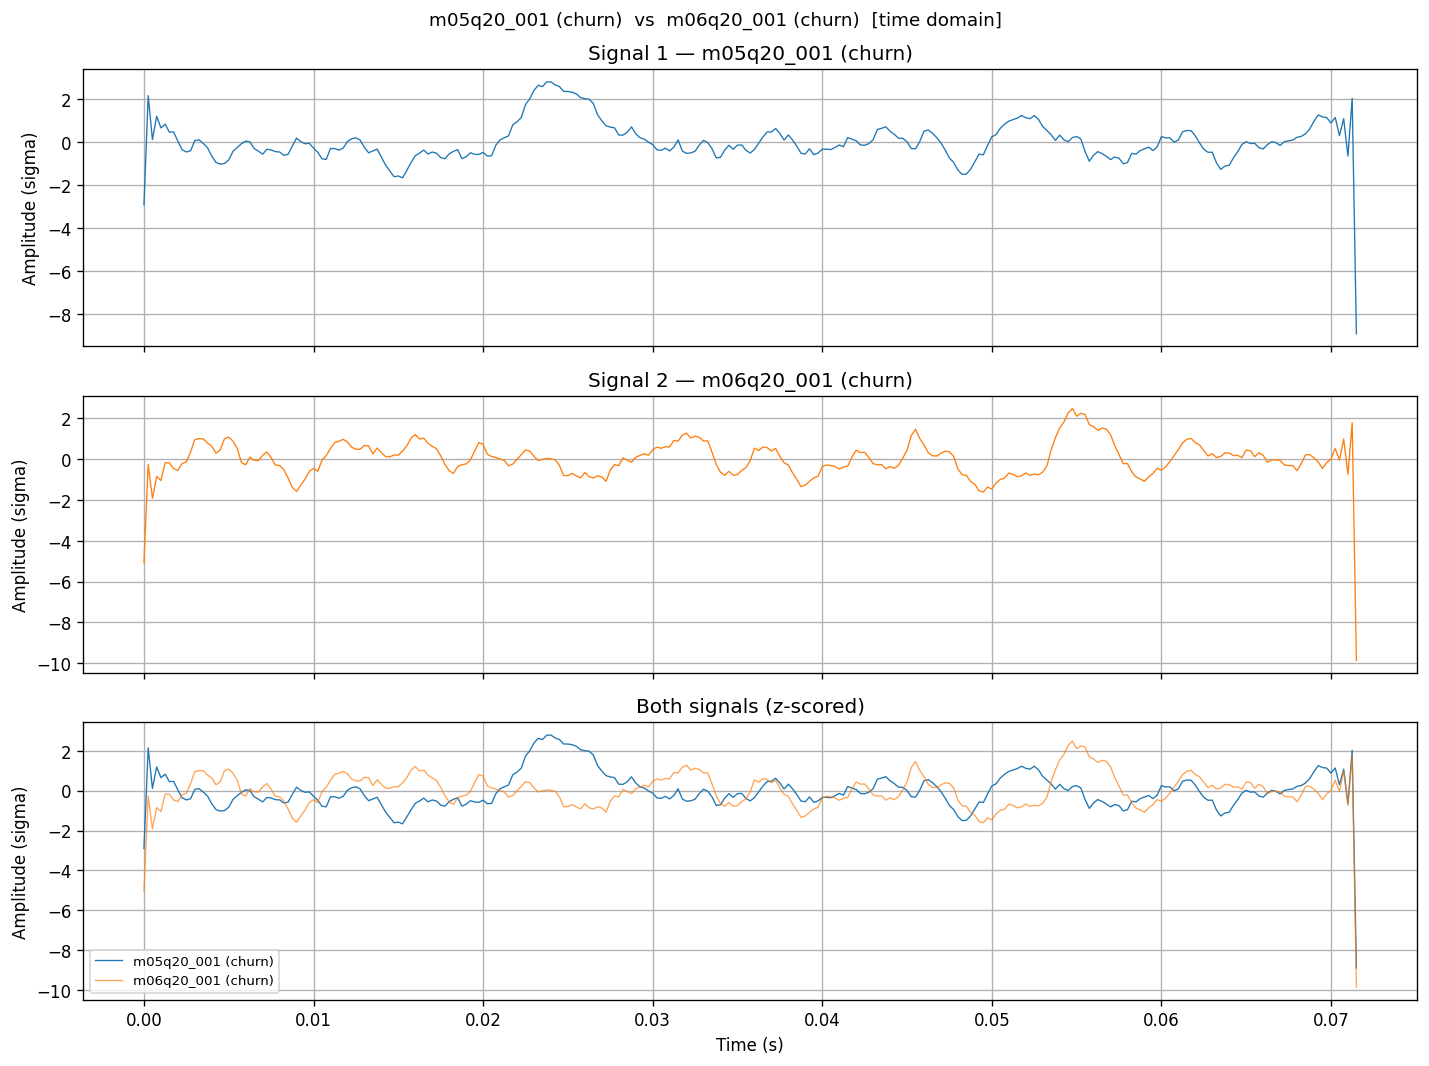 m05q20_001 (churn)  vs  m06q20_001 (churn)  [time domain]
Signal 1 — m05q20_001 (churn)
Amplitude (sigma)
2
0
−2
−4
−6
−8
Signal 2 — m06q20_001 (churn)
Amplitude (sigma)
2
0
−2
−4
−6
−8
−10
Both signals (z-scored)
Amplitude (sigma)
2
0
−2
−4
−6
−8
−10
m05q20_001 (churn)
m06q20_001 (churn)
0.00 0.01 0.02 0.03 0.04 0.05 0.06 0.07
Time (s)